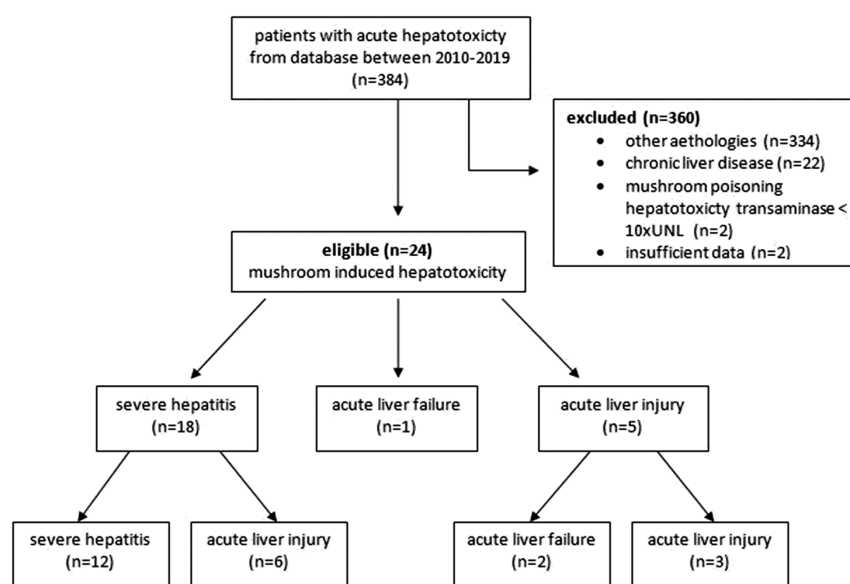 patients with acute hepatotoxicty
from database between 2010-2019
(n=384)
excluded (n=360)
• other aethologies (n=334)
• chronic liver disease (n=22)
• mushroom poisoning
hepatotoxicty transaminase <
10xUNL (n=2)
• insufficient data (n=2)
eligible (n=24)
mushroom induced hepatotoxicity
severe hepatitis
(n=18)
acute liver failure
(n=1)
acute liver injury
(n=5)
severe hepatitis
(n=12)
acute liver injury
(n=6)
acute liver failure
(n=2)
acute liver injury
(n=3)